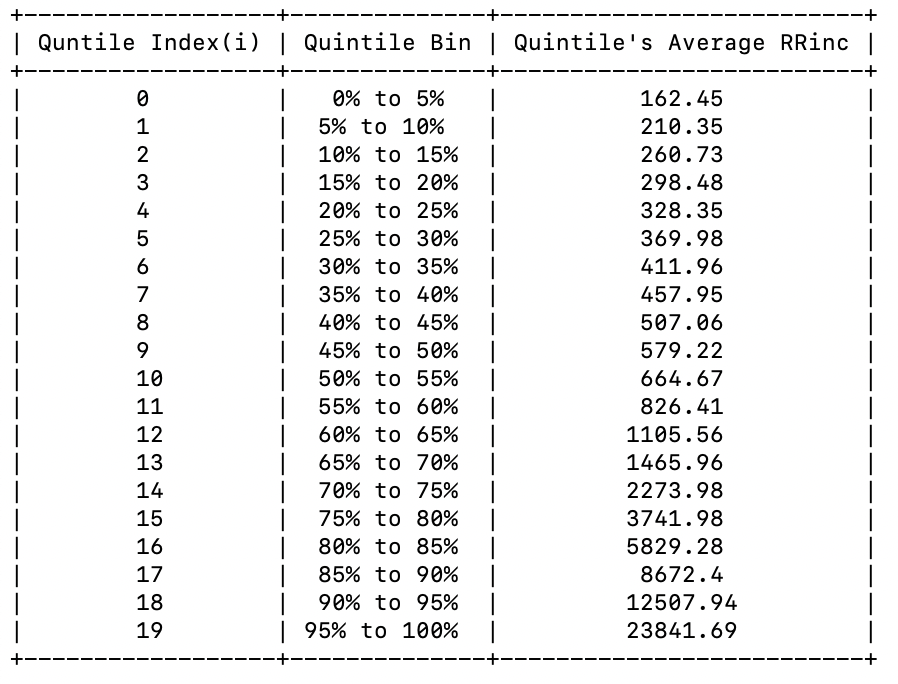 +-------------------+--------------+---------------------------+
| Quntile Index(i) | Quintile Bin | Quintile's Average RRinc |
+-------------------+--------------+---------------------------+
| 0 | 0% to 5% | 162.45 |
| 1 | 5% to 10% | 210.35 |
| 2 | 10% to 15% | 260.73 |
| 3 | 15% to 20% | 298.48 |
| 4 | 20% to 25% | 328.35 |
| 5 | 25% to 30% | 369.98 |
| 6 | 30% to 35% | 411.96 |
| 7 | 35% to 40% | 457.95 |
| 8 | 40% to 45% | 507.06 |
| 9 | 45% to 50% | 579.22 |
| 10 | 50% to 55% | 664.67 |
| 11 | 55% to 60% | 826.41 |
| 12 | 60% to 65% | 1105.56 |
| 13 | 65% to 70% | 1465.96 |
| 14 | 70% to 75% | 2273.98 |
| 15 | 75% to 80% | 3741.98 |
| 16 | 80% to 85% | 5829.28 |
| 17 | 85% to 90% | 8672.4 |
| 18 | 90% to 95% | 12507.94 |
| 19 | 95% to 100% | 23841.69 |
+-------------------+--------------+---------------------------+